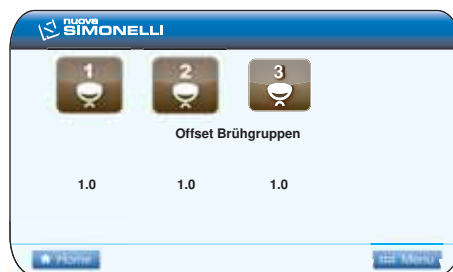 nuova
SIMONELLI
1 2 3
Offset Brühgruppen
1.0 1.0 1.0
Home Menu